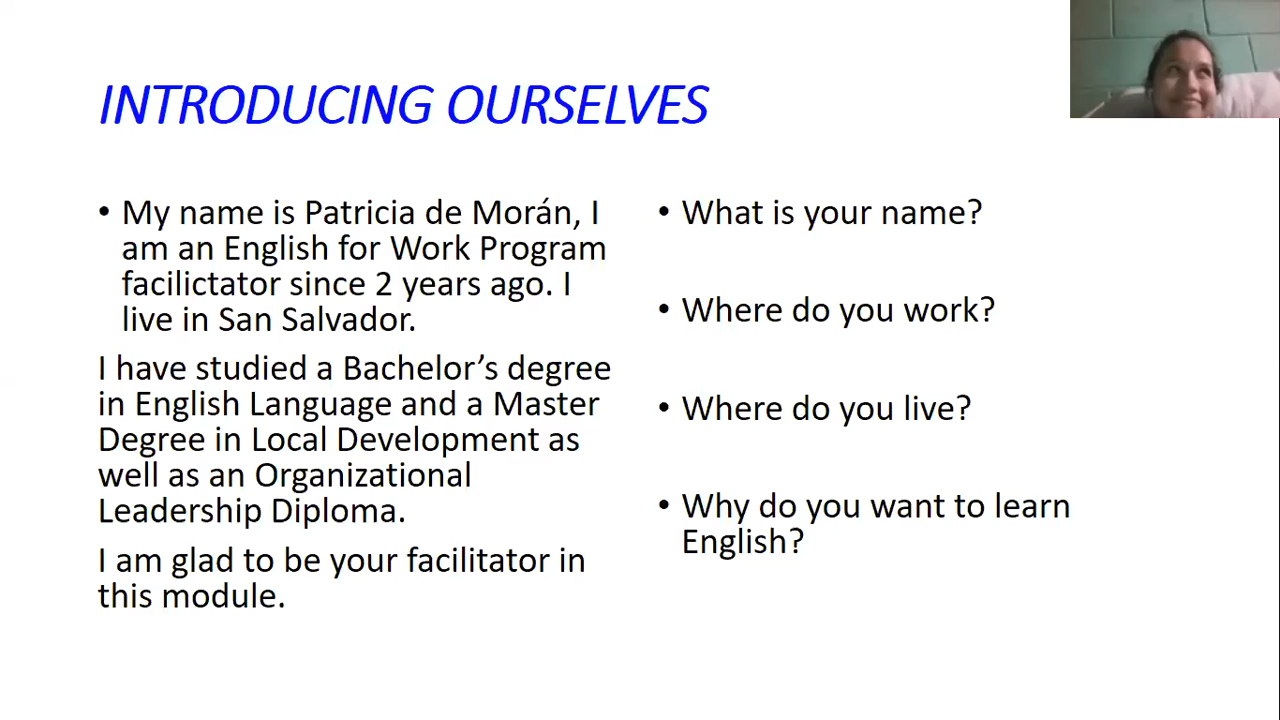 INTRODUCING OURSELVES
• My name is Patricia de Morán, I
am an English for Work Program
facilictator since 2 years ago. I
live in San Salvador.
I have studied a Bachelor’s degree
in English Language and a Master
Degree in Local Development as
well as an Organizational
Leadership Diploma.
I am glad to be your facilitator in
this module.
• What is your name?
• Where do you work?
• Where do you live?
• Why do you want to learn
English?